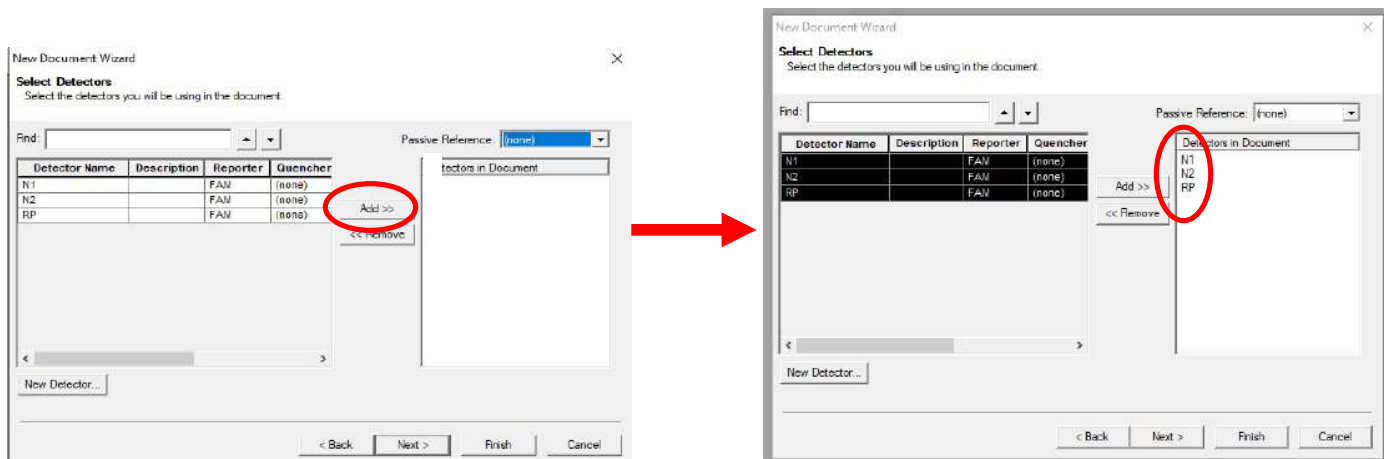 New Document Wizard
Select Detectors
Select the detectors you will be using in the document.
Find:
Passive Reference: (none)
Detector Name Description Reporter Quencher
N1 FAM (none)
N2 FAM (none)
RP FAM (none)
tectors in Document
Add >>
<< Remove
New Detector...
< Back Next > Finish Cancel
New Document Wizard
Select Detectors
Select the detectors you will be using in the document.
Find:
Passive Reference: (none)
Detector Name Description Reporter Quencher
N1 FAM (none)
N2 FAM (none)
RP FAM (none)
Detectors in Document
N1
N2
RP
Add >>
<< Remove
New Detector...
< Back Next > Finish Cancel